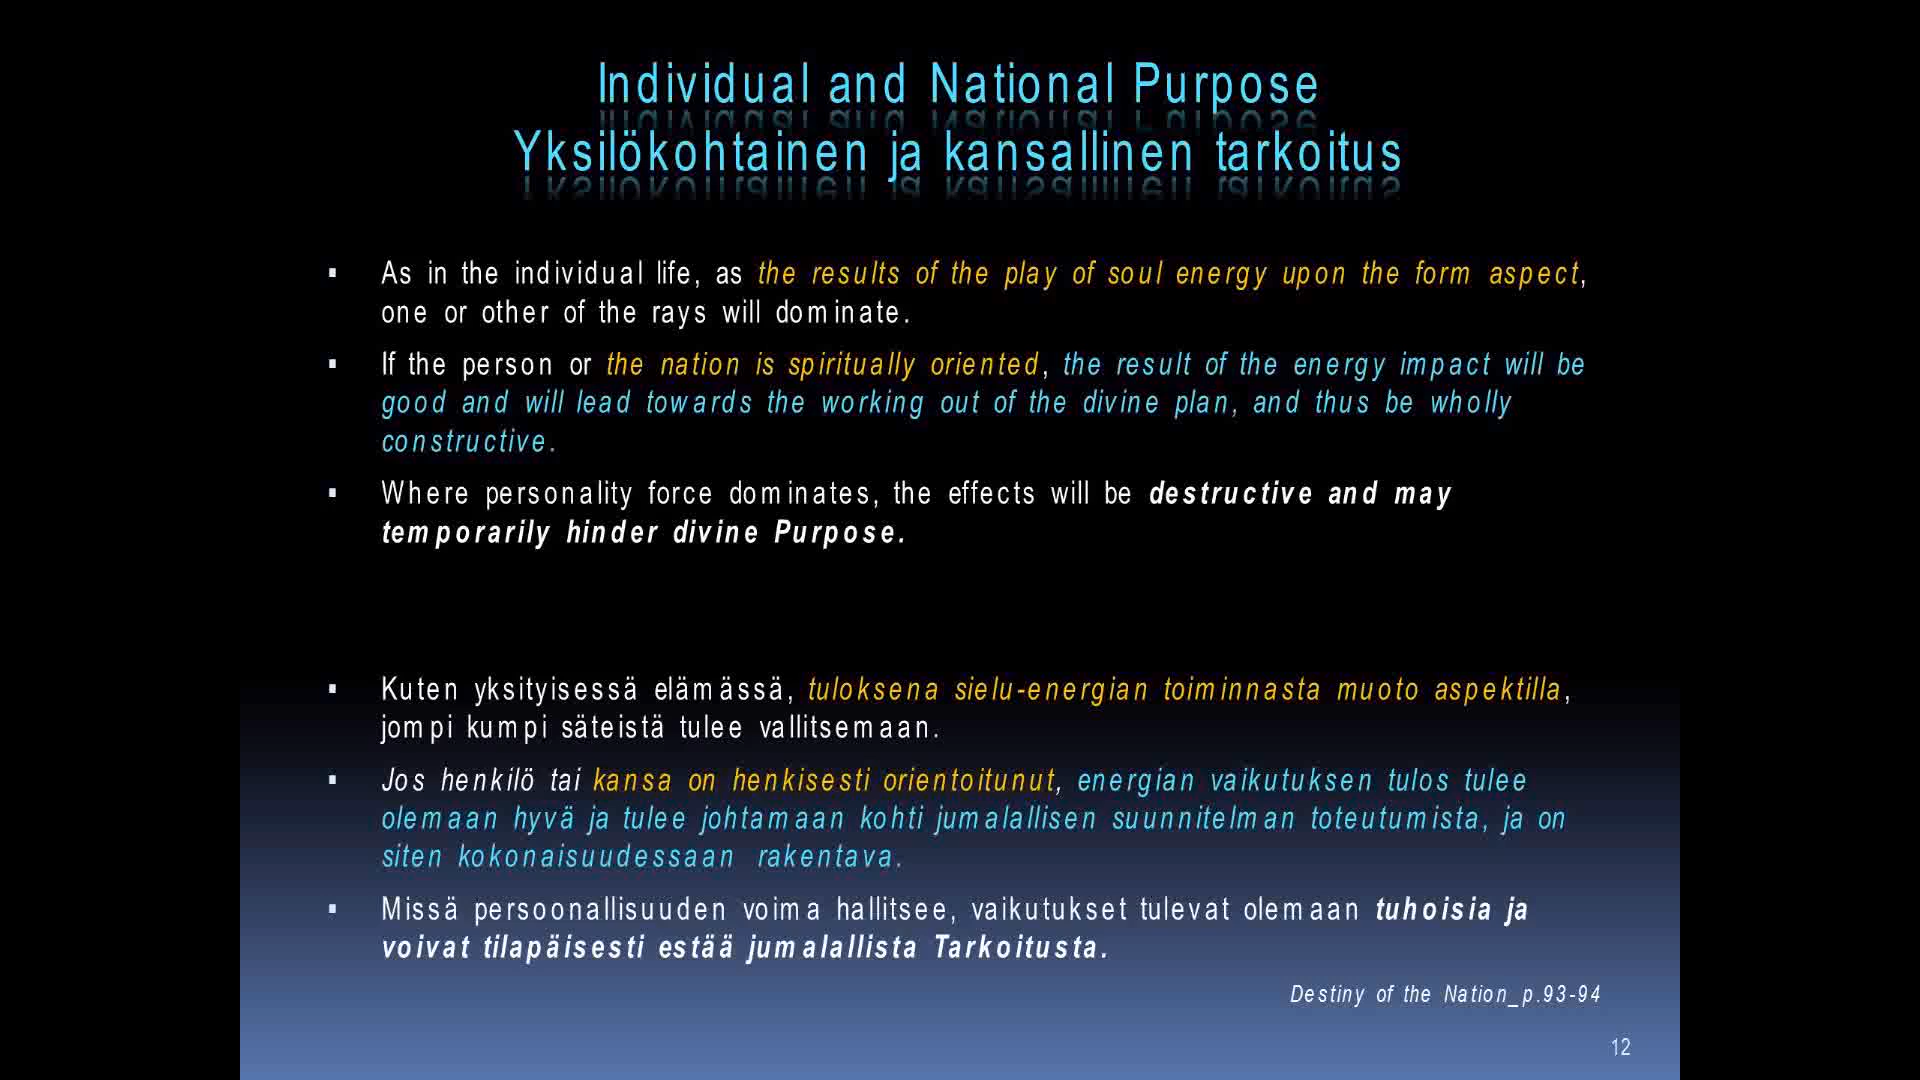 Individual and National Purpose
Yksilökohtainen ja kansallinen tarkoitus
▪ As in the individual life, as the results of the play of soul energy upon the form aspect,
one or other of the rays will dominate.
▪ If the person or the nation is spiritually oriented, the result of the energy impact will be
good and will lead towards the working out of the divine plan, and thus be wholly
constructive.
▪ Where personality force dominates, the effects will be destructive and may
temporarily hinder divine Purpose.
▪ Kuten yksityisessä elämässä, tuloksena sielu-energian toiminnasta muoto aspektilla,
jompi kumpi säteistä tulee vallitsemaan.
▪ Jos henkilö tai kansa on henkisesti orientoitunut, energian vaikutuksen tulos tulee
olemaan hyvä ja tulee johtamaan kohti jumalallisen suunnitelman toteutumista, ja on
siten kokonaisuudessaan rakentava.
▪ Missä persoonallisuuden voima hallitsee, vaikutukset tulevat olemaan tuhoisia ja
voivat tilapäisesti estää jumalallista Tarkoitusta.
Destiny of the Nation_p.93-94
12